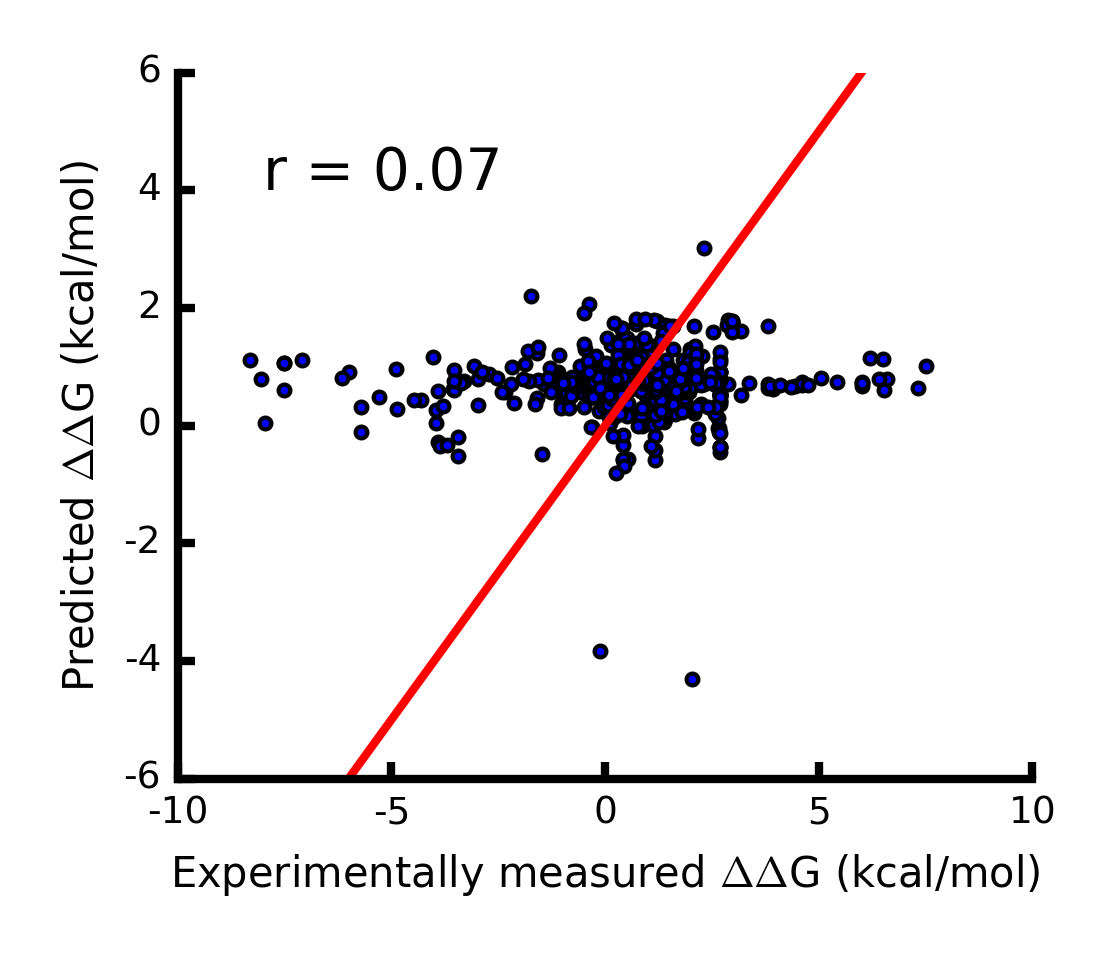 6
4
2
0
-2
-4
-6
r = 0.07
Predicted ΔΔG (kcal/mol)
-10 -5 0 5 10
Experimentally measured ΔΔG (kcal/mol)